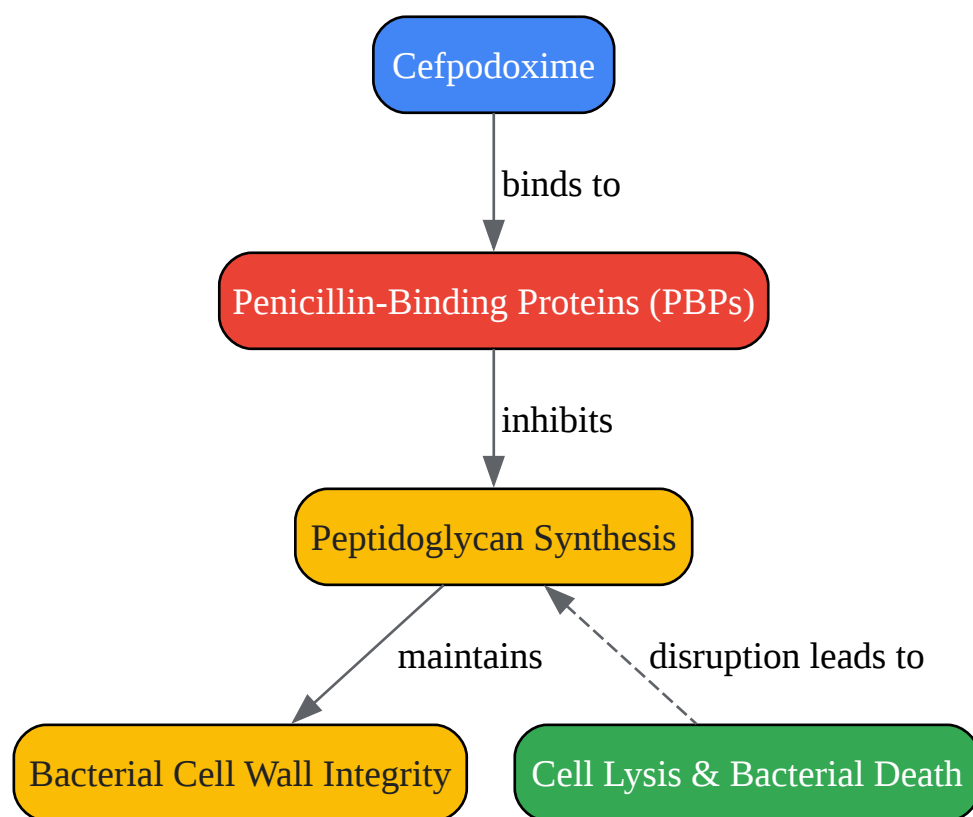 Cefpodoxime
binds to
Penicillin-Binding Proteins (PBPs)
inhibits
Peptidoglycan Synthesis
maintains
disruption leads to
Bacterial Cell Wall Integrity
Cell Lysis & Bacterial Death